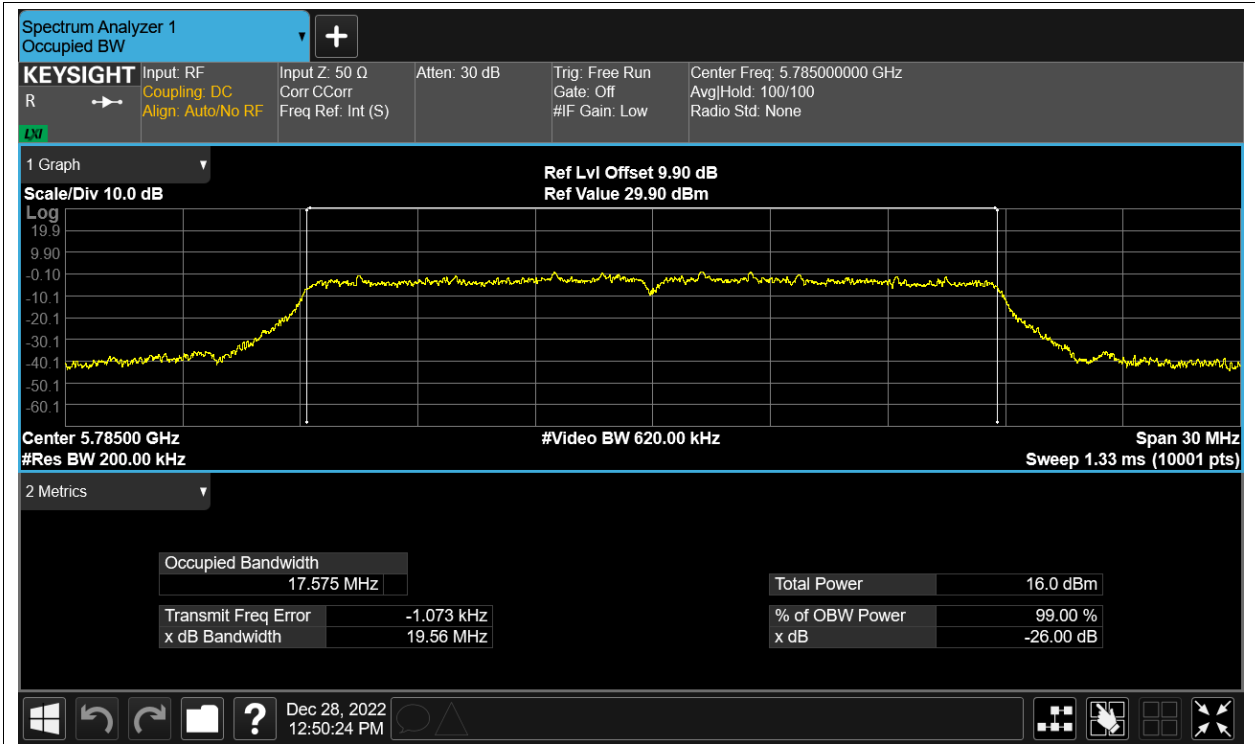 Spectrum Analyzer 1
Occupied BW
KEYSIGHT
R
LXI
Input: RF
Coupling: DC
Align: Auto/No RF
Input Z: 50 Ω
Corr CCorr
Freq Ref: Int (S)
Atten: 30 dB
Trig: Free Run
Gate: Off
#IF Gain: Low
Center Freq: 5.785000000 GHz
Avg|Hold: 100/100
Radio Std: None
1 Graph
Scale/Div 10.0 dB
Ref Lvl Offset 9.90 dB
Ref Value 29.90 dBm
Log
19.9
9.90
-0.10
-10.1
-20.1
-30.1
-40.1
-50.1
-60.1
Center 5.78500 GHz
#Video BW 620.00 kHz
Span 30 MHz
#Res BW 200.00 kHz
Sweep 1.33 ms (10001 pts)
2 Metrics
Occupied Bandwidth
17.575 MHz
Transmit Freq Error -1.073 kHz
x dB Bandwidth 19.56 MHz
Total Power 16.0 dBm
% of OBW Power 99.00 %
x dB -26.00 dB
?
Dec 28, 2022
12:50:24 PM